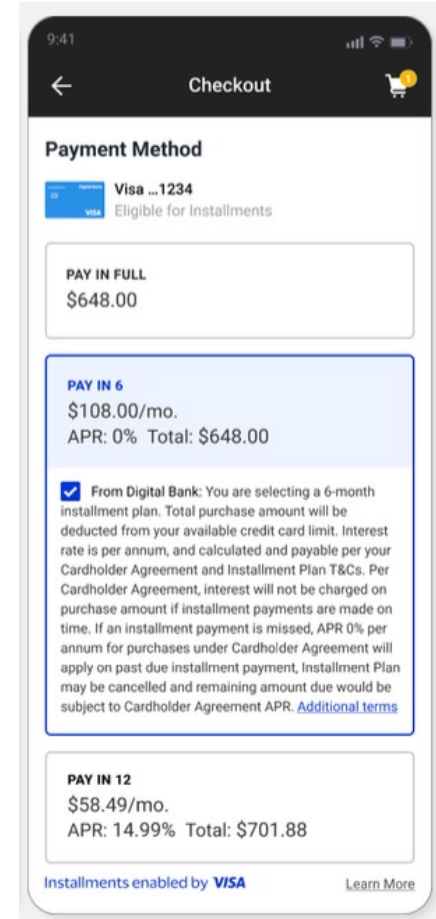 9:41
Checkout
1
Payment Method
Visa ...1234
VISA
Eligible for Installments
PAY IN FULL
$648.00
PAY IN 6
$108.00/mo.
APR: 0% Total: $648.00
From Digital Bank: You are selecting a 6-month
installment plan. Total purchase amount will be
deducted from your available credit card limit. Interest
rate is per annum, and calculated and payable per your
Cardholder Agreement and Installment Plan T&Cs. Per
Cardholder Agreement, interest will not be charged on
purchase amount if installment payments are made on
time. If an installment payment is missed, APR 0% per
annum for purchases under Cardholder Agreement will
apply on past due installment payment, Installment Plan
may be cancelled and remaining amount due would be
subject to Cardholder Agreement APR. Additional terms
PAY IN 12
$58.49/mo.
APR: 14.99% Total: $701.88
Installments enabled by VISA
Learn More